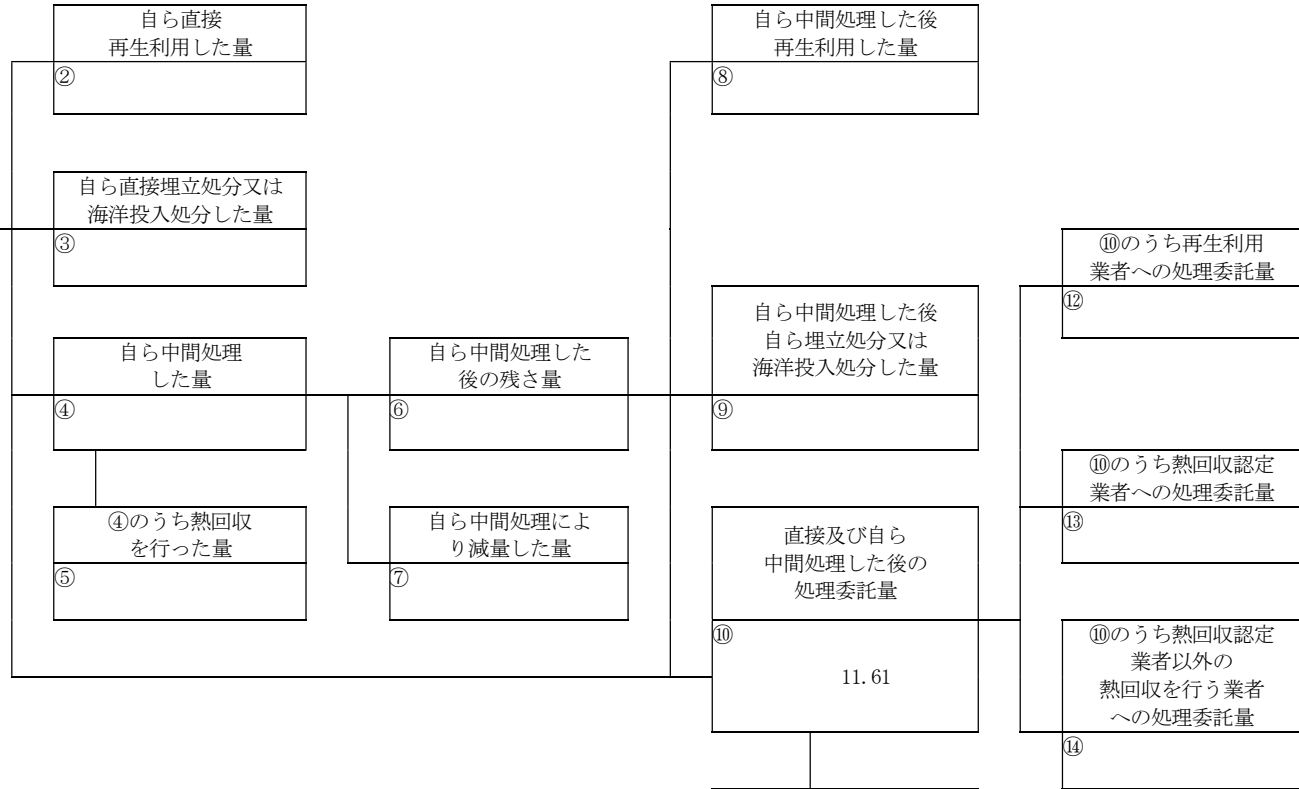 自ら直接
再生利用した量
②
自ら中間処理した後
再生利用した量
⑧
自ら直接埋立処分又は
海洋投入処分した量
③
⑩のうち再生利用
業者への処理委託量
⑫
自ら中間処理
した量
④
自ら中間処理した
後の残さ量
⑥
自ら中間処理した後
自ら埋立処分又は
海洋投入処分した量
⑨
⑩のうち熱回収認定
業者への処理委託量
⑬
④のうち熱回収
を行った量
⑤
自ら中間処理によ
り減量した量
⑦
直接及び自ら
中間処理した後の
処理委託量
⑩
11.61
⑩のうち熱回収認定
業者以外の
熱回収を行う業者
への処理委託量
⑭